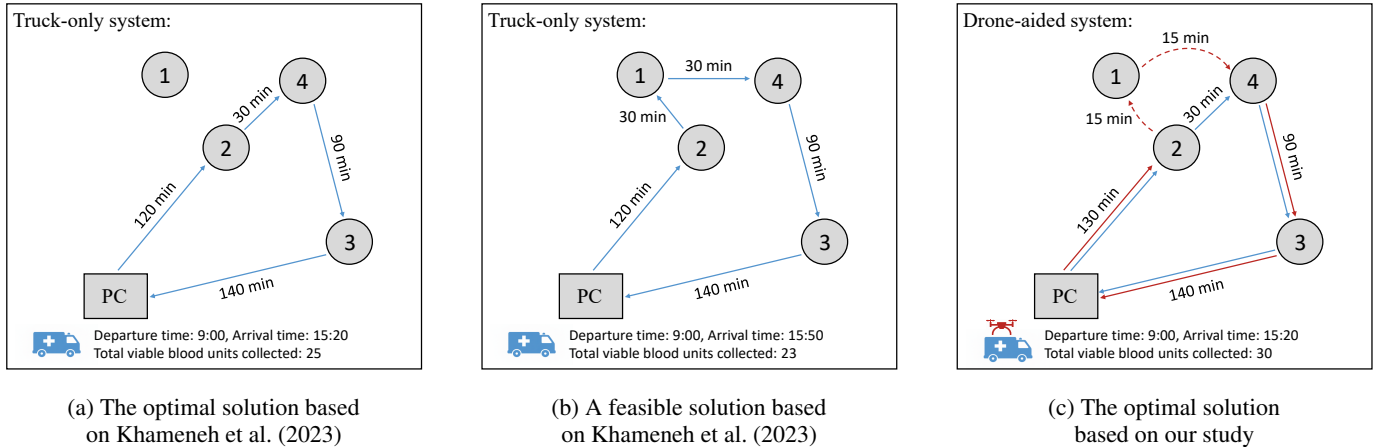 Truck-only system:
1
4
2
3
PC
30 min
90 min
120 min
140 min
Departure time: 9:00, Arrival time: 15:20
Total viable blood units collected: 25
(a) The optimal solution based
on Khameneh et al. (2023)
Truck-only system:
30 min
1
4
30 min
2
90 min
120 min
3
PC
140 min
Departure time: 9:00, Arrival time: 15:50
Total viable blood units collected: 23
(b) A feasible solution based
on Khameneh et al. (2023)
Drone-aided system:
15 min
1
4
15 min
30 min
2
90 min
130 min
3
PC
140 min
Departure time: 9:00, Arrival time: 15:20
Total viable blood units collected: 30
(c) The optimal solution
based on our study